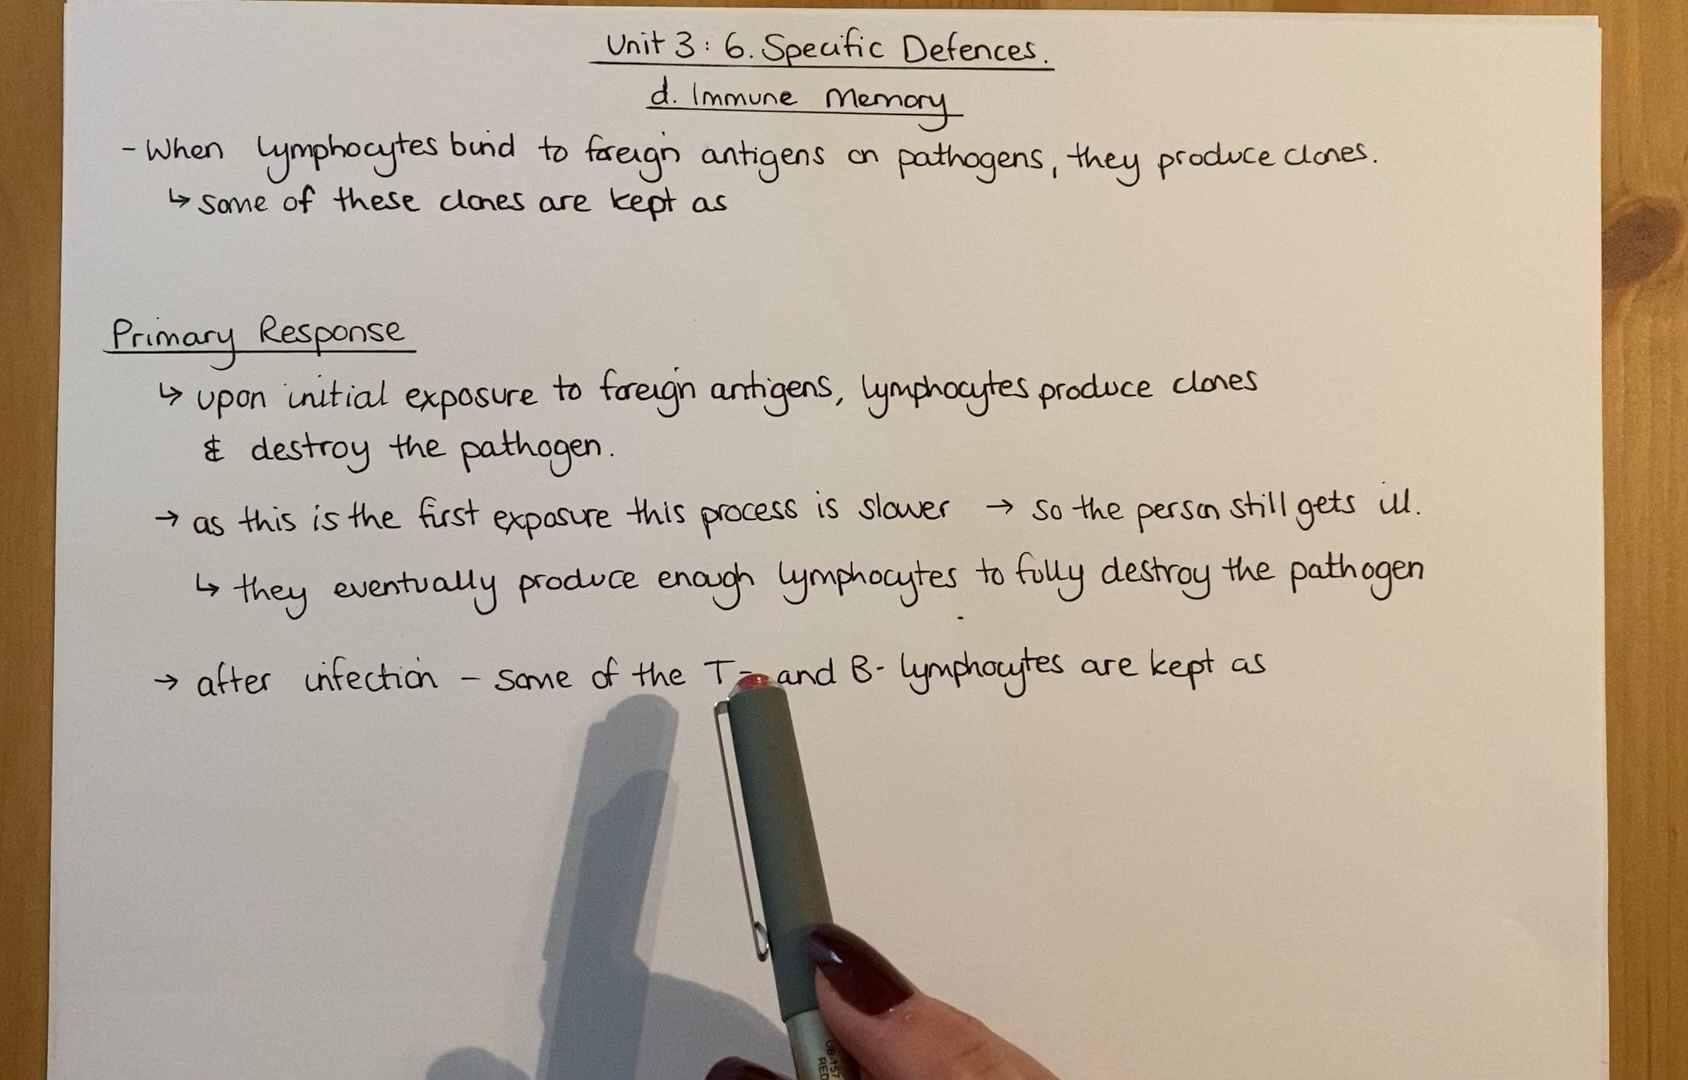 Unit 3: 6. Specific Defences.
d. Immune Memory
- When lymphocytes bind to foreign antigens on pathogens, they produce clones.
↳ some of these clones are kept as
Primary Response
↳ upon initial exposure to foreign antigens, lymphocytes produce clones
& destroy the pathogen.
→ as this is the first exposure this process is slower → so the person still gets ill.
↳ they eventually produce enough lymphocytes to fully destroy the pathogen
→ after infection - some of the T- and B- lymphocytes are kept as
UB-157
RED